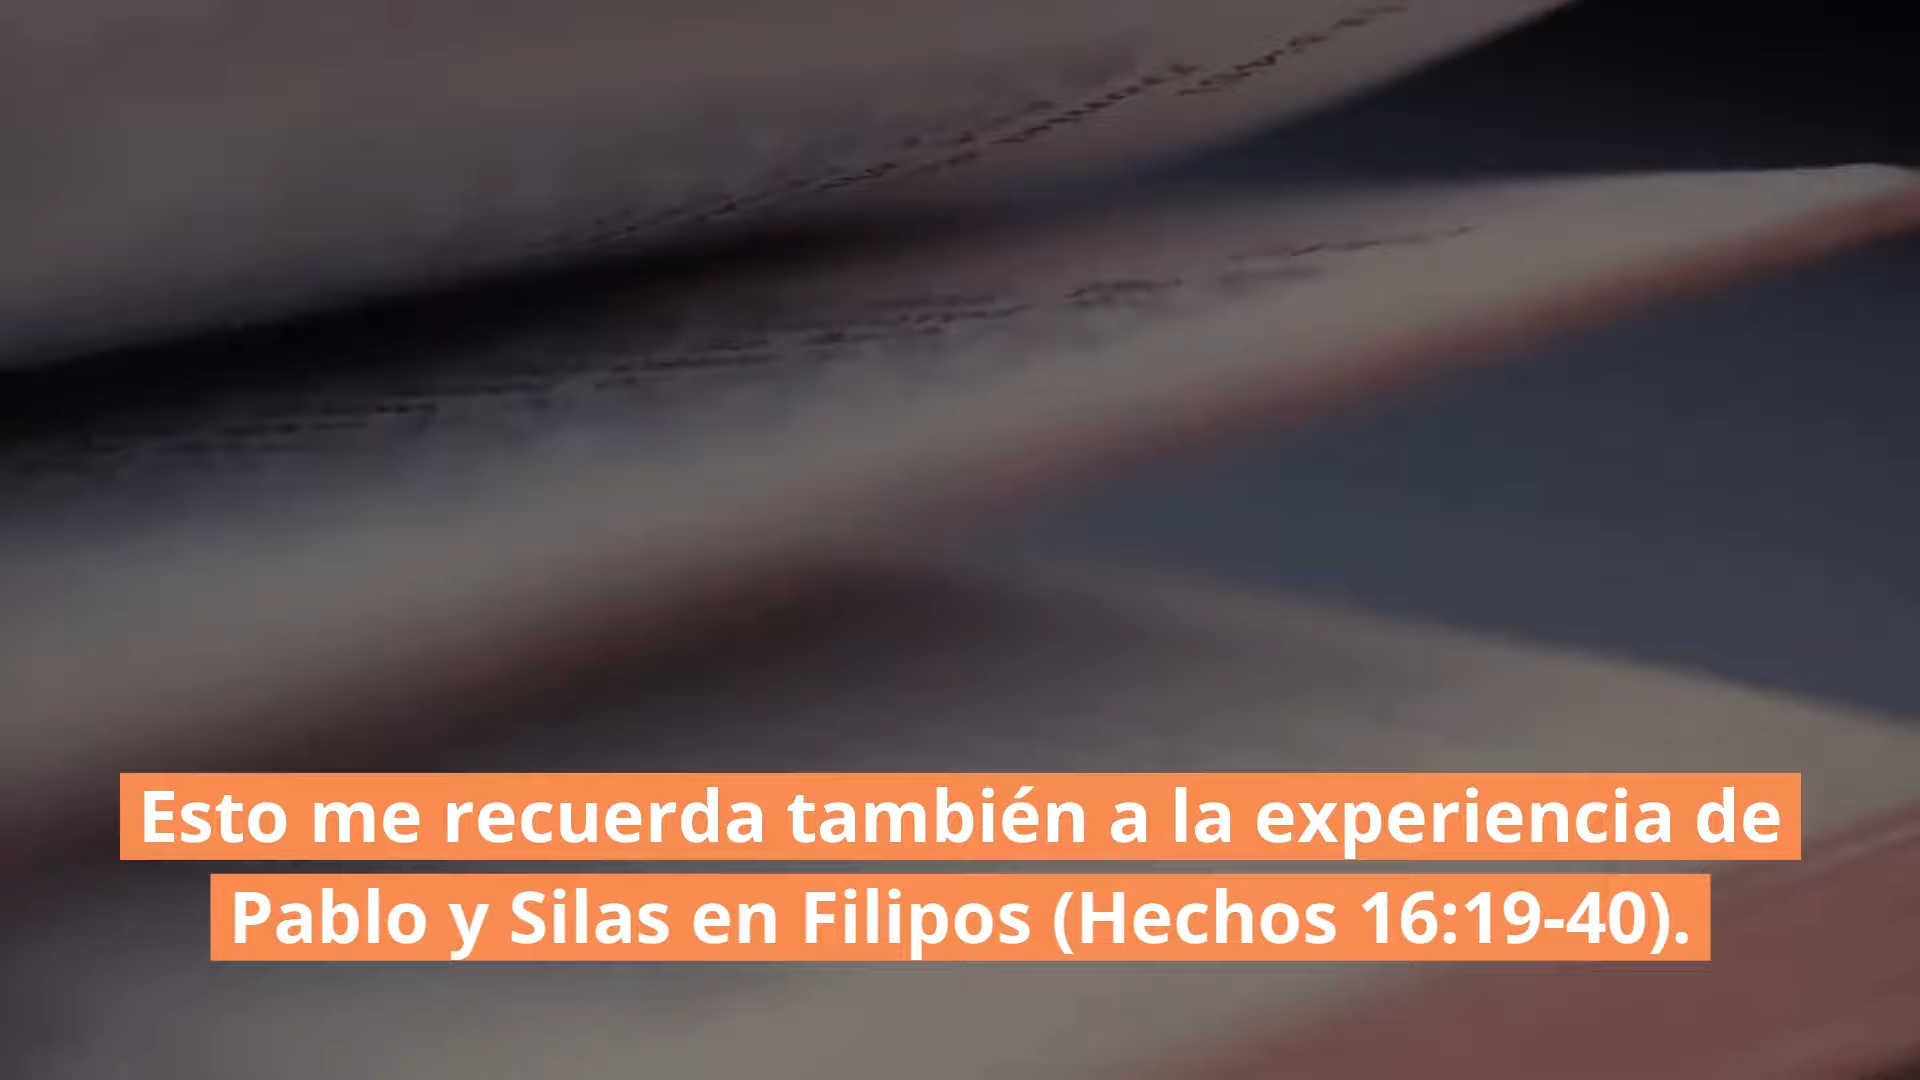 Esto me recuerda también a la experiencia de
Pablo y Silas en Filipos (Hechos 16:19-40).